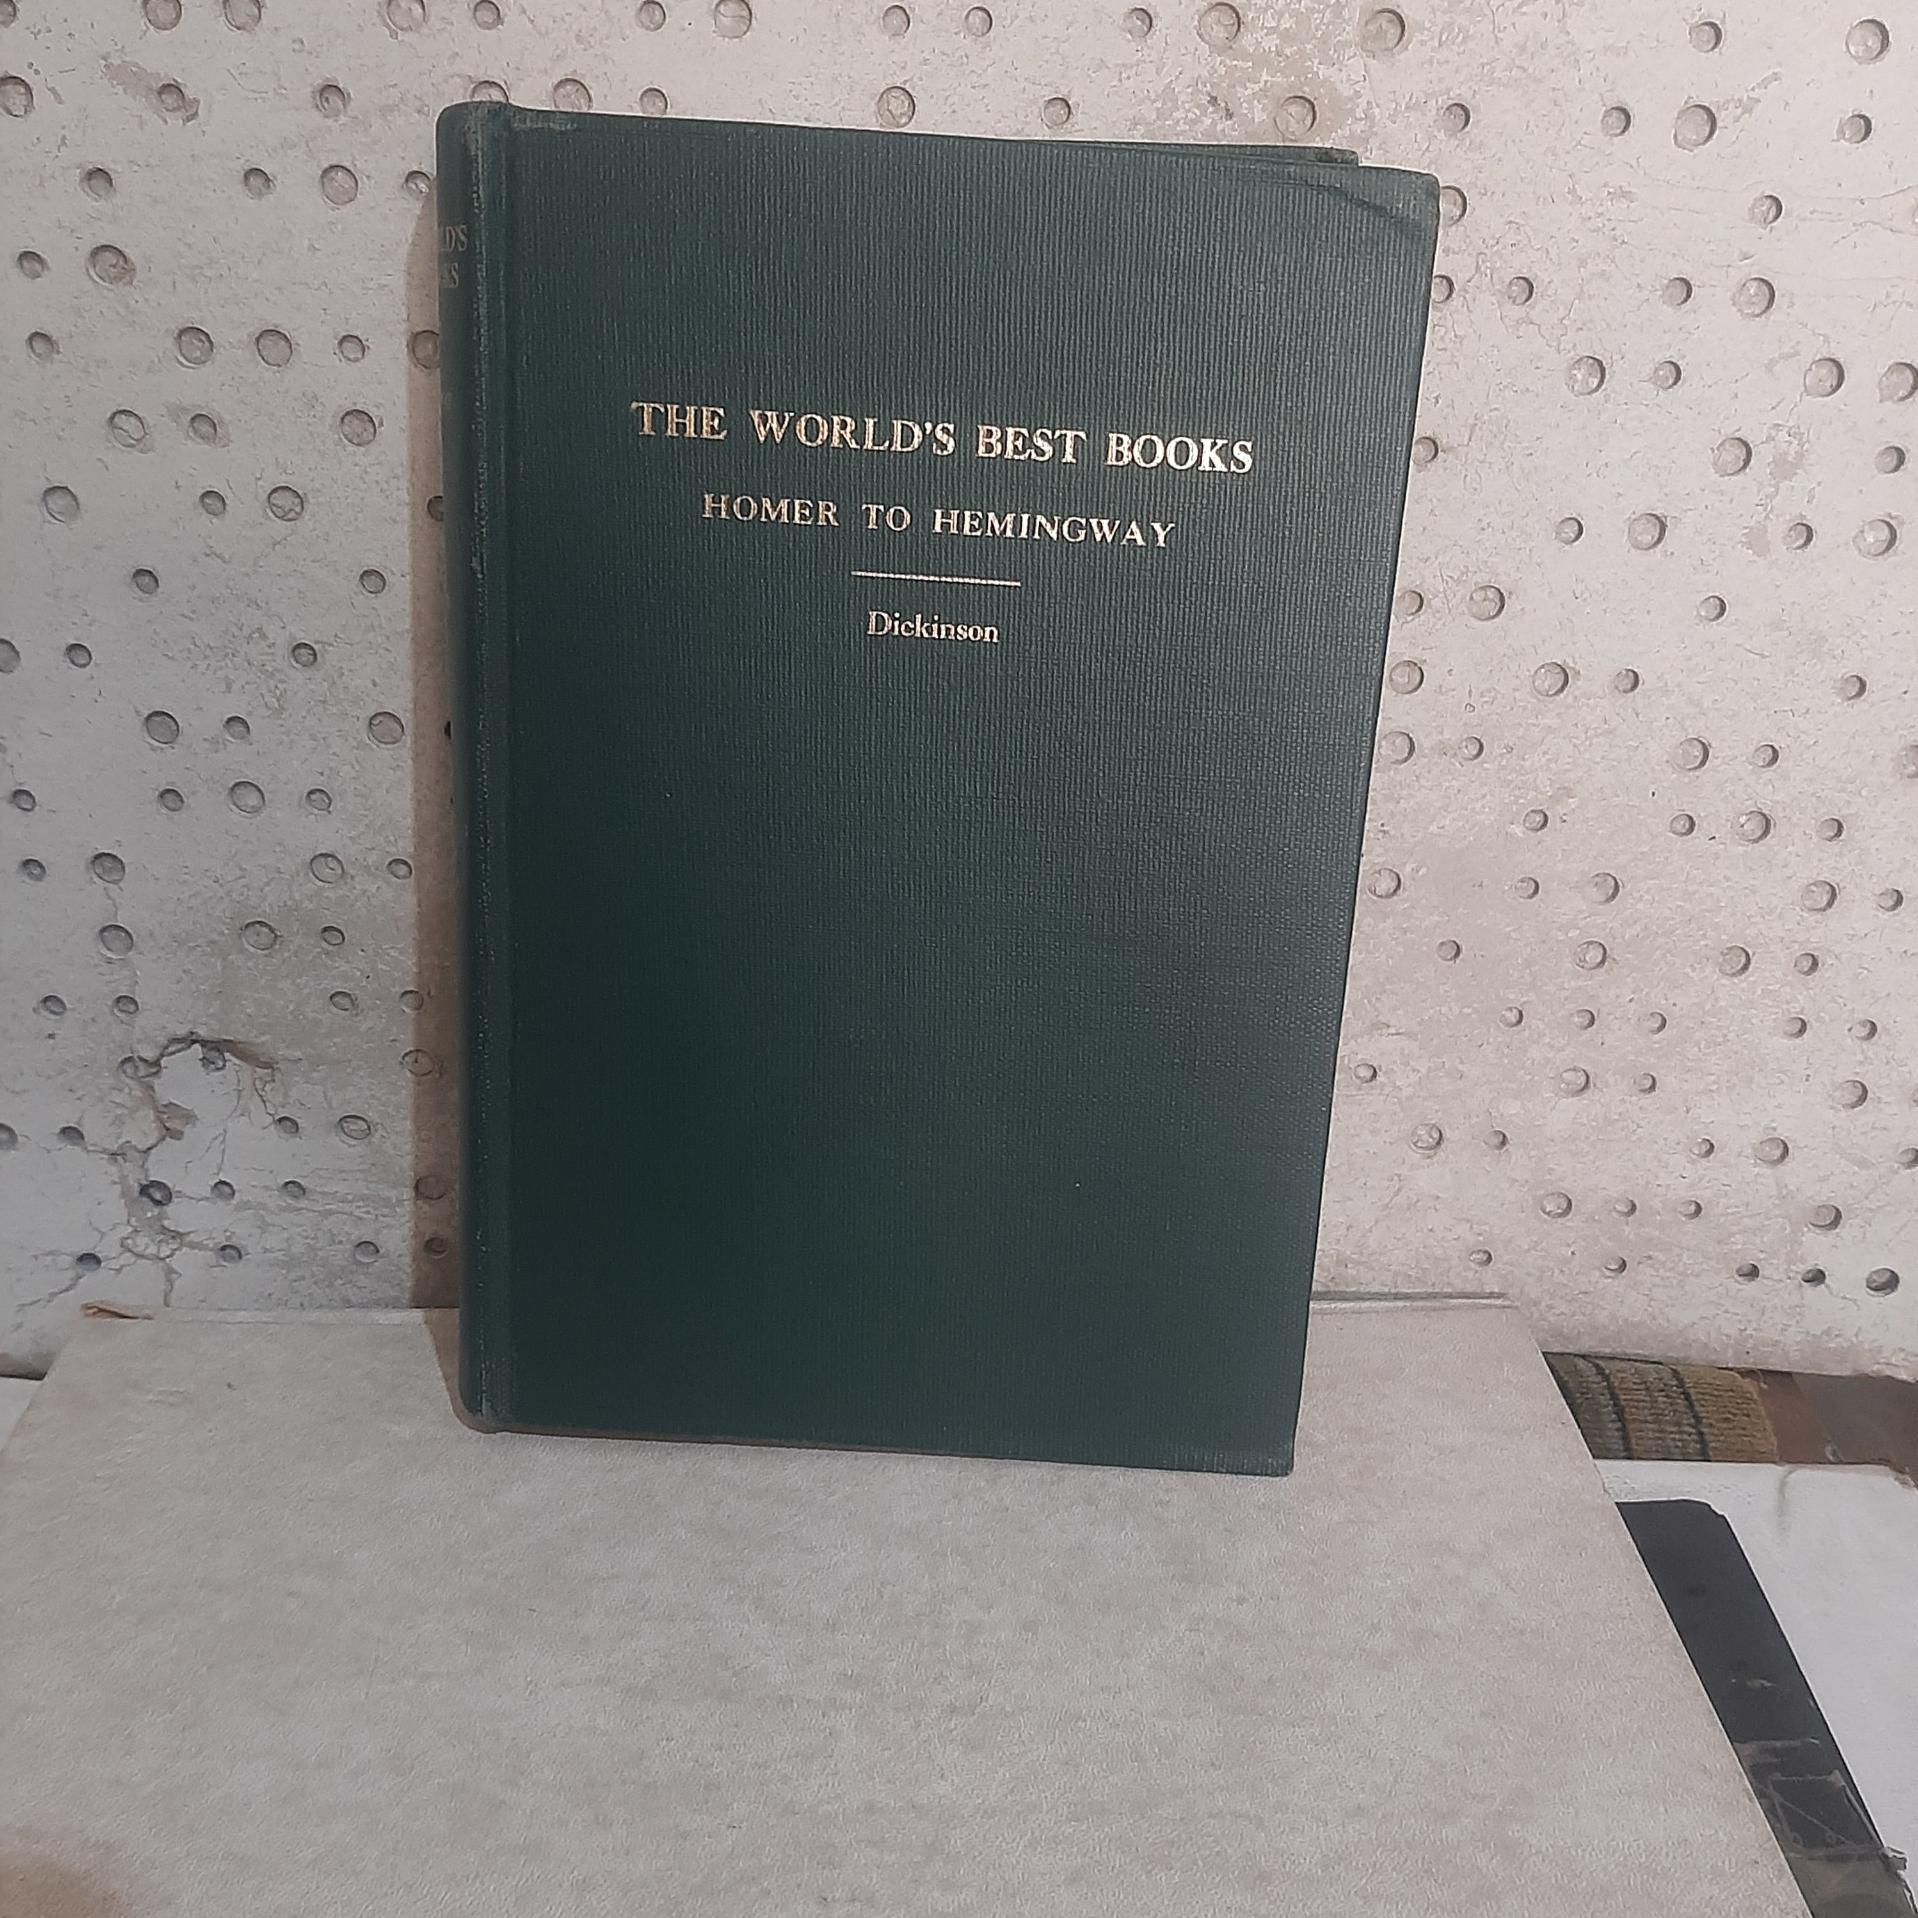 THE WORLD'S BEST BOOKS
HOMER TO HEMINGWAY
Dickinson